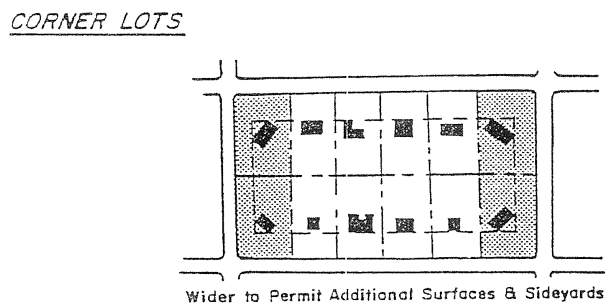 CORNER LOTS
Wider to Permit Additional Surfaces & Sideyards